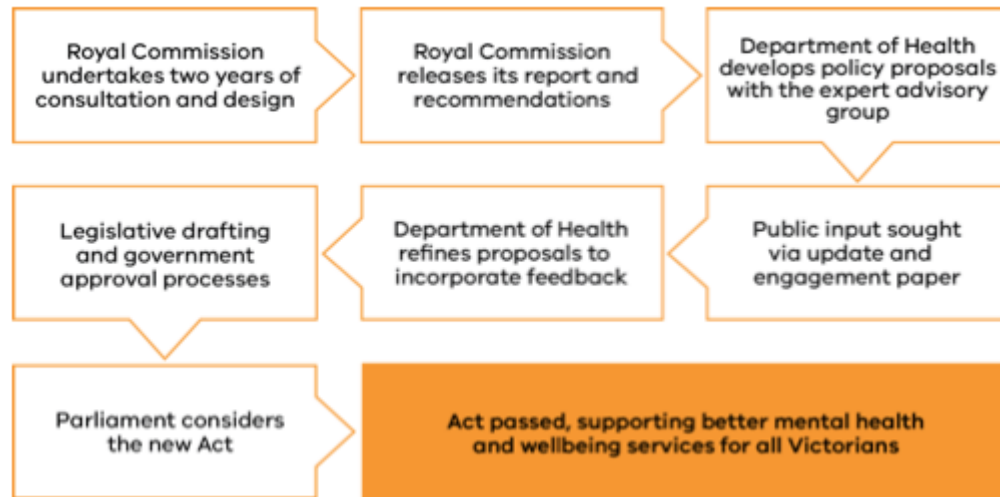 Royal Commission
undertakes two years of
consultation and design
Royal Commission
releases its report and
recommendations
Department of Health
develops policy proposals
with the expert advisory
group
Public input sought
via update and
engagement paper
Department of Health
refines proposals to
incorporate feedback
Legislative drafting
and government
approval processes
Parliament considers
the new Act
Act passed, supporting better mental health
and wellbeing services for all Victorians